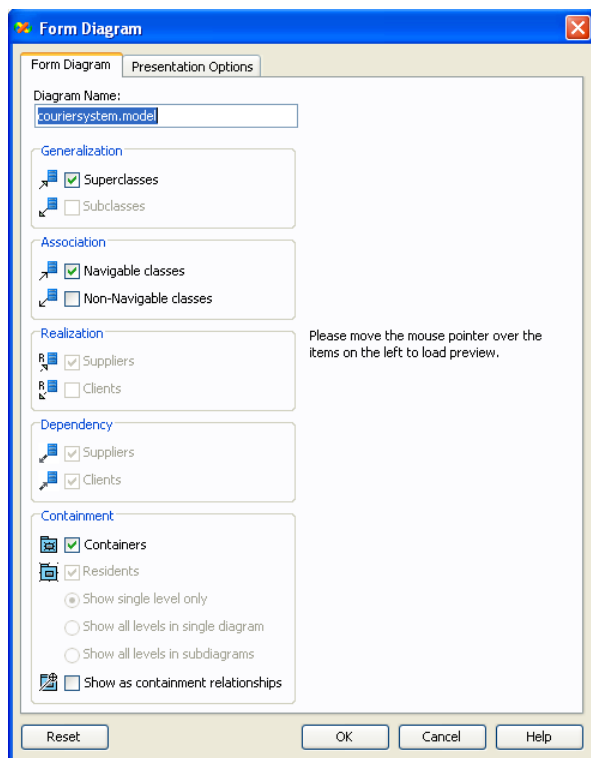 Form Diagram
Form Diagram
Presentation Options
Diagram Name:
couriersystem.model
Generalization
Superclasses
Subclasses
Association
Navigable classes
Non-Navigable classes
Realization
R
Suppliers
R
Clients
Please move the mouse pointer over the
items on the left to load preview.
Dependency
Suppliers
Clients
Containment
Containers
Residents
Show single level only
Show all levels in single diagram
Show all levels in subdiagrams
Show as containment relationships
Reset
OK
Cancel
Help